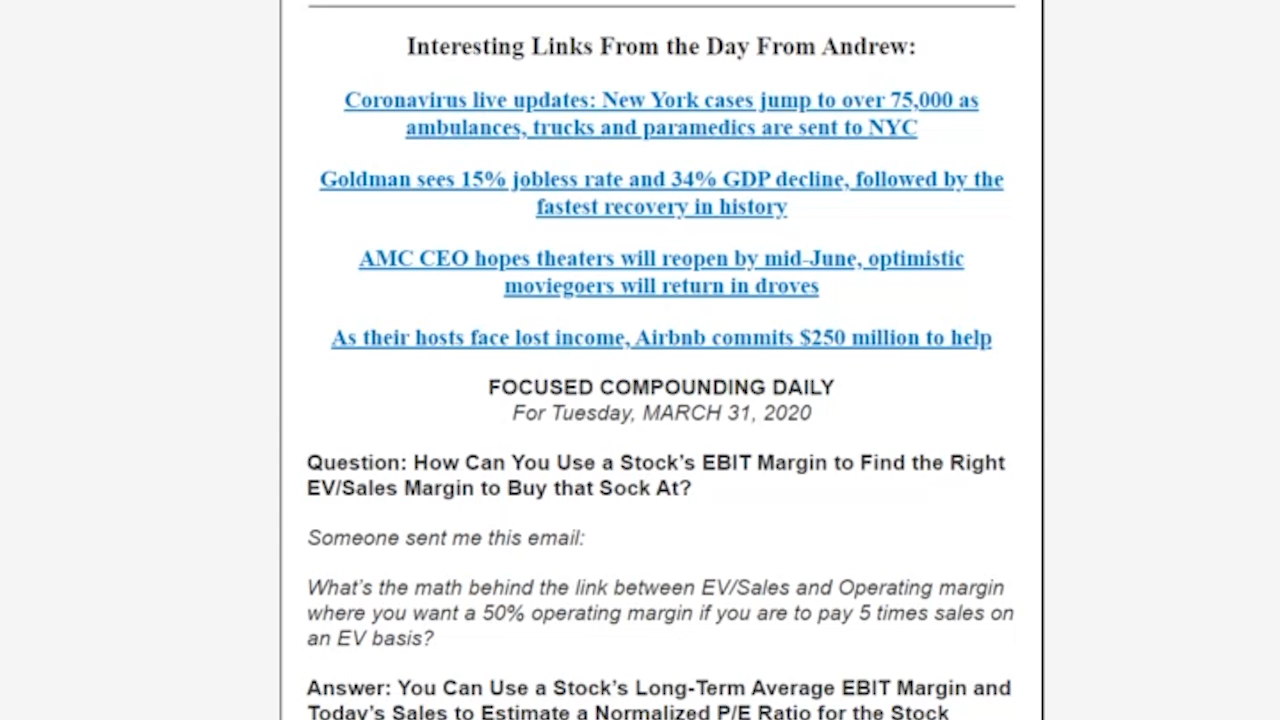 Interesting Links From the Day From Andrew:
Coronavirus live updates: New York cases jump to over 75,000 as
ambulances, trucks and paramedics are sent to NYC
Goldman sees 15% jobless rate and 34% GDP decline, followed by the
fastest recovery in history
AMC CEO hopes theaters will reopen by mid-June, optimistic
moviegoers will return in droves
As their hosts face lost income, Airbnb commits $250 million to help
FOCUSED COMPOUNDING DAILY
For Tuesday, MARCH 31, 2020
Question: How Can You Use a Stock's EBIT Margin to Find the Right
EV/Sales Margin to Buy that Sock At?
Someone sent me this email:
What's the math behind the link between EV/Sales and Operating margin
where you want a 50% operating margin if you are to pay 5 times sales on
an EV basis?
Answer: You Can Use a Stock's Long-Term Average EBIT Margin and
Today's Sales to Estimate a Normalized P/E Ratio for the Stock